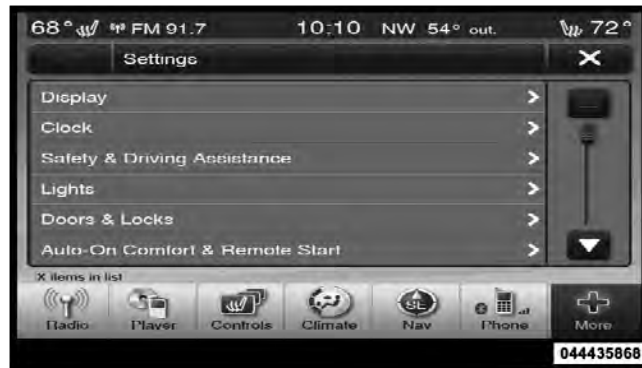 68° FM 91.7 10:10 NW 54° out. 72°
Settings X
Display >
Clock >
Safety & Driving Assistance >
Lights >
Doors & Locks >
Auto-On Comfort & Remote Start >
X items in list
Radio Player Controls Climate Nav Phone More
044435868